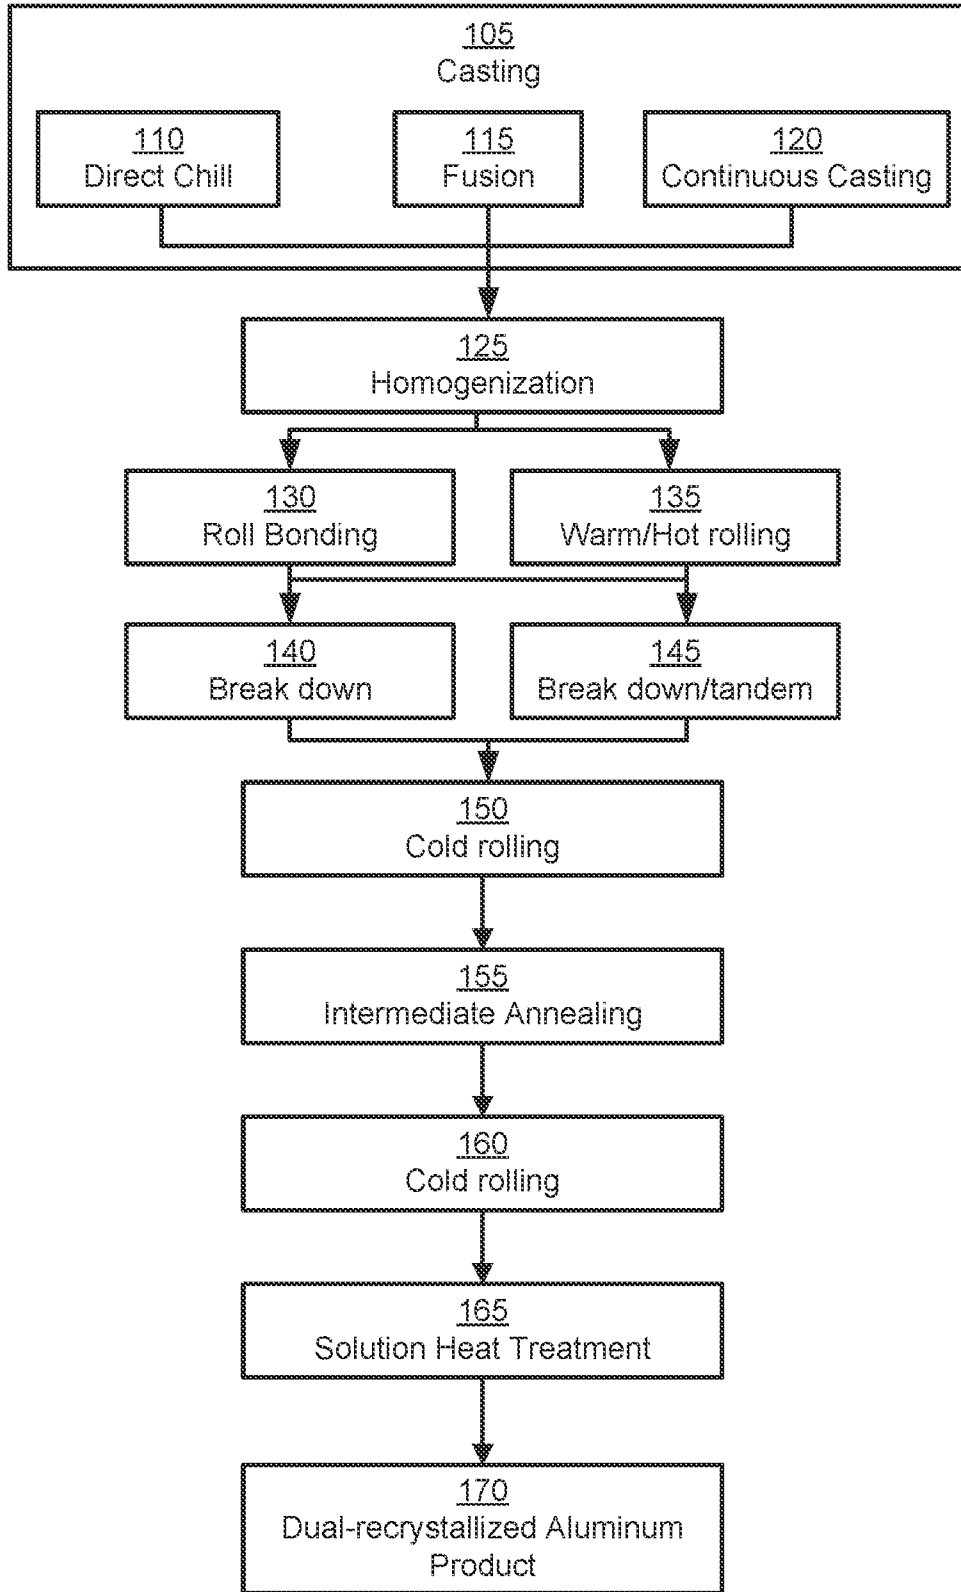 105
Casting
110
Direct Chill
115
Fusion
120
Continuous Casting
125
Homogenization
130
Roll Bonding
135
Warm/Hot rolling
140
Break down
145
Break down/tandem
150
Cold rolling
155
Intermediate Annealing
160
Cold rolling
165
Solution Heat Treatment
170
Dual-recrystallized Aluminum
Product